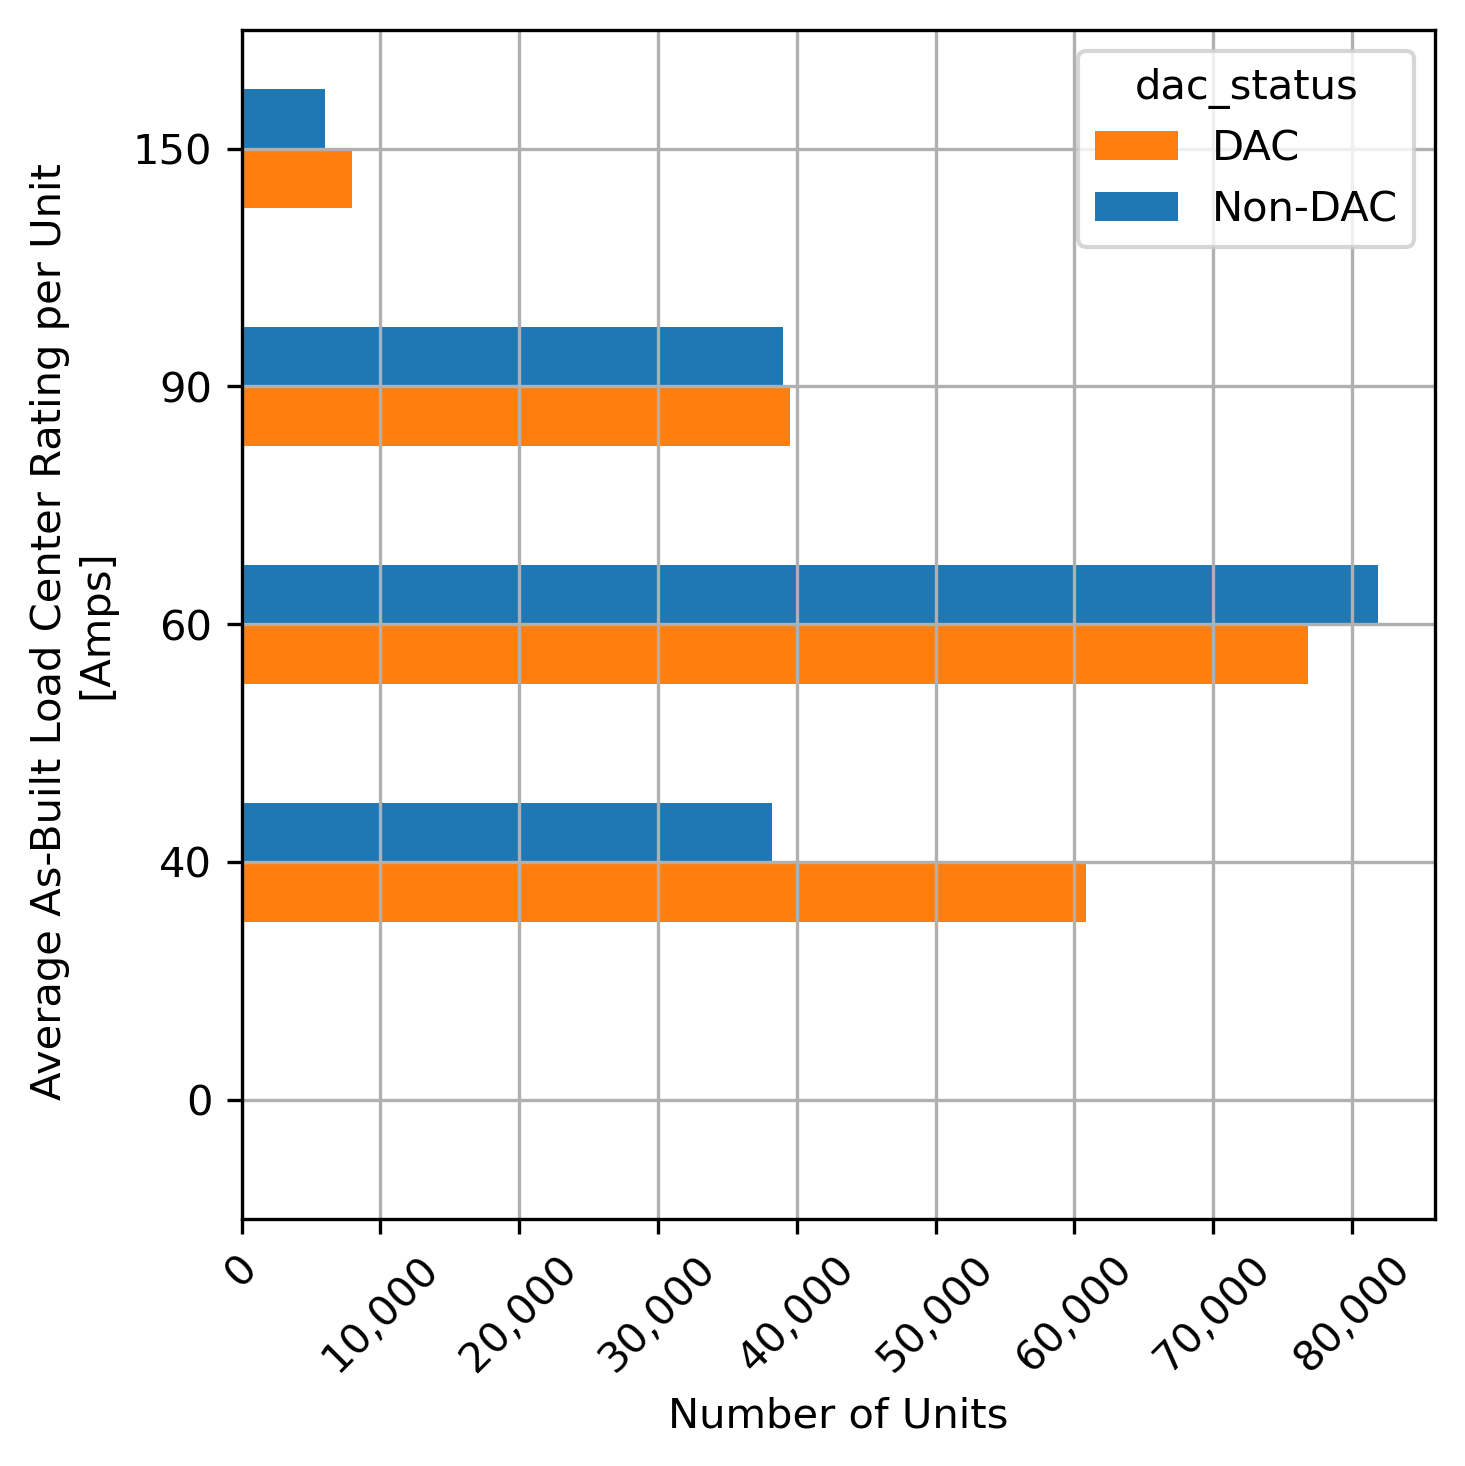 dac_status
DAC
Non-DAC
Average As-Built Load Center Rating per Unit
[Amps]
150
90
60
40
0
0
10,000
20,000
30,000
40,000
50,000
60,000
70,000
80,000
Number of Units